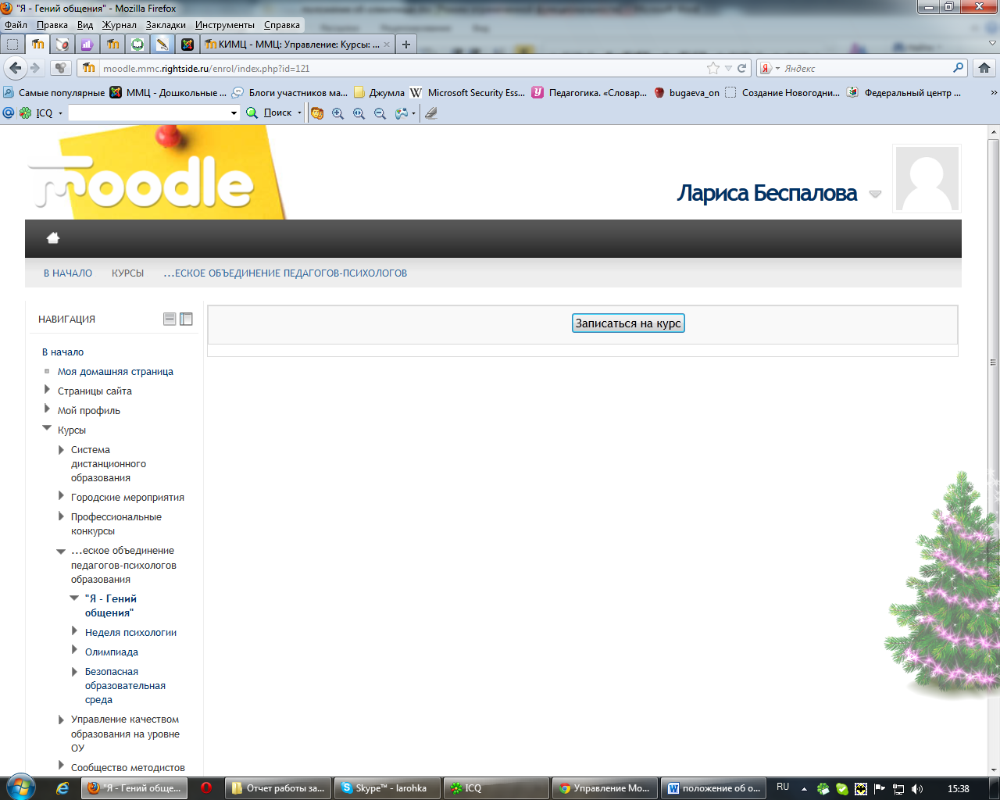 "Я - Гений общения" - Mozilla Firefox
Файл Правка Вид Журнал Закладки Инструменты Справка
КИМЦ - ММЦ: Управление: Курсы: ...
moodle.mmc.rightside.ru/enrol/index.php?id=121
Яндекс
Самые популярные ММЦ - Дошкольные ... Блоги участников ма... Джумла Microsoft Security Ess... Педагогика. «Словар... bugaeva_on Создание Новогодни... Федеральный центр ...
ICQ Поиск
moodle
Лариса Беспалова
В НАЧАЛО КУРСЫ ...ЕСКОЕ ОБЪЕДИНЕНИЕ ПЕДАГОГОВ-ПСИХОЛОГОВ
НАВИГАЦИЯ
Записаться на курс
В начало
Моя домашняя страница
Страницы сайта
Мой профиль
Курсы
Система
дистанционного
образования
Городские мероприятия
Профессиональные
конкурсы
...еское объединение
педагогов-психологов
образования
"Я - Гений
общения"
Неделя психологии
Олимпиада
Безопасная
образовательная
среда
Управление качеством
образования на уровне
ОУ
Сообщество методистов
"Я - Гений обще... Отчет работы за... Skype™ - larohka ICQ Управление Mo... положение об о... RU 15:38